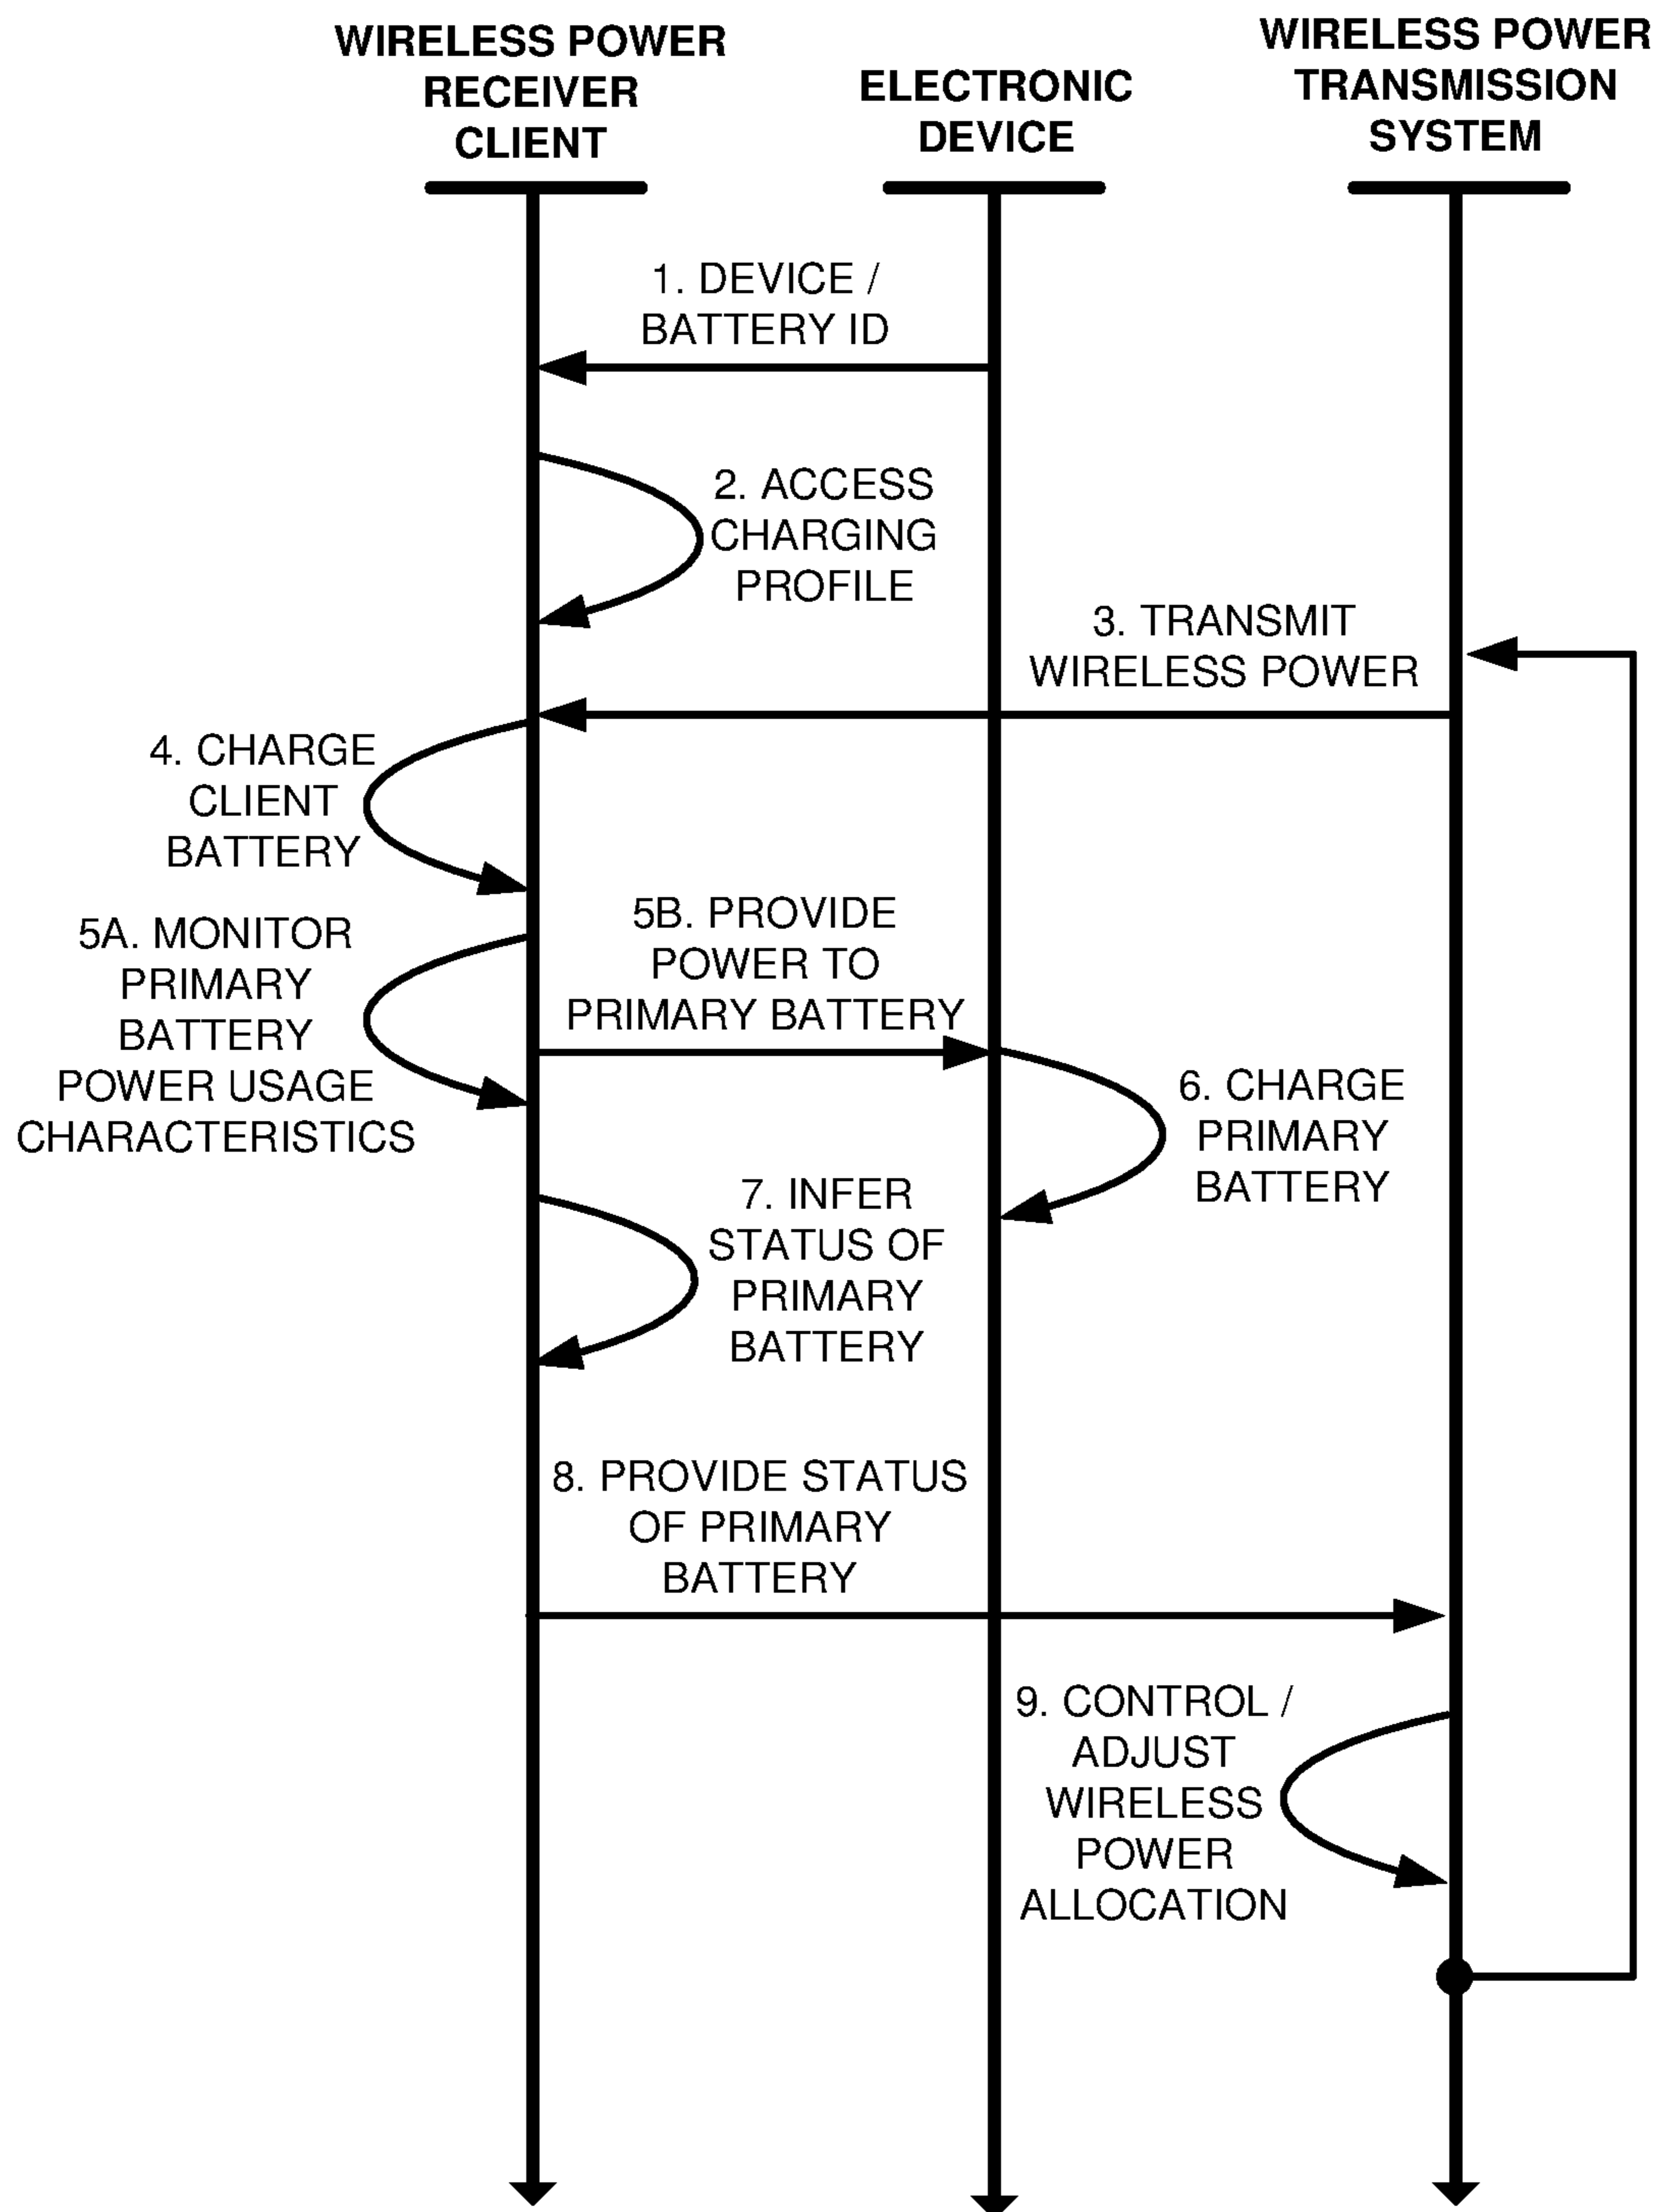 WIRELESS POWER
RECEIVER
CLIENT
ELECTRONIC
DEVICE
WIRELESS POWER
TRANSMISSION
SYSTEM
1. DEVICE /
BATTERY ID
2. ACCESS
CHARGING
PROFILE
3. TRANSMIT
WIRELESS POWER
4. CHARGE
CLIENT
BATTERY
5A. MONITOR
PRIMARY
BATTERY
POWER USAGE
CHARACTERISTICS
5B. PROVIDE
POWER TO
PRIMARY BATTERY
6. CHARGE
PRIMARY
BATTERY
7. INFER
STATUS OF
PRIMARY
BATTERY
8. PROVIDE STATUS
OF PRIMARY
BATTERY
9. CONTROL /
ADJUST
WIRELESS
POWER
ALLOCATION